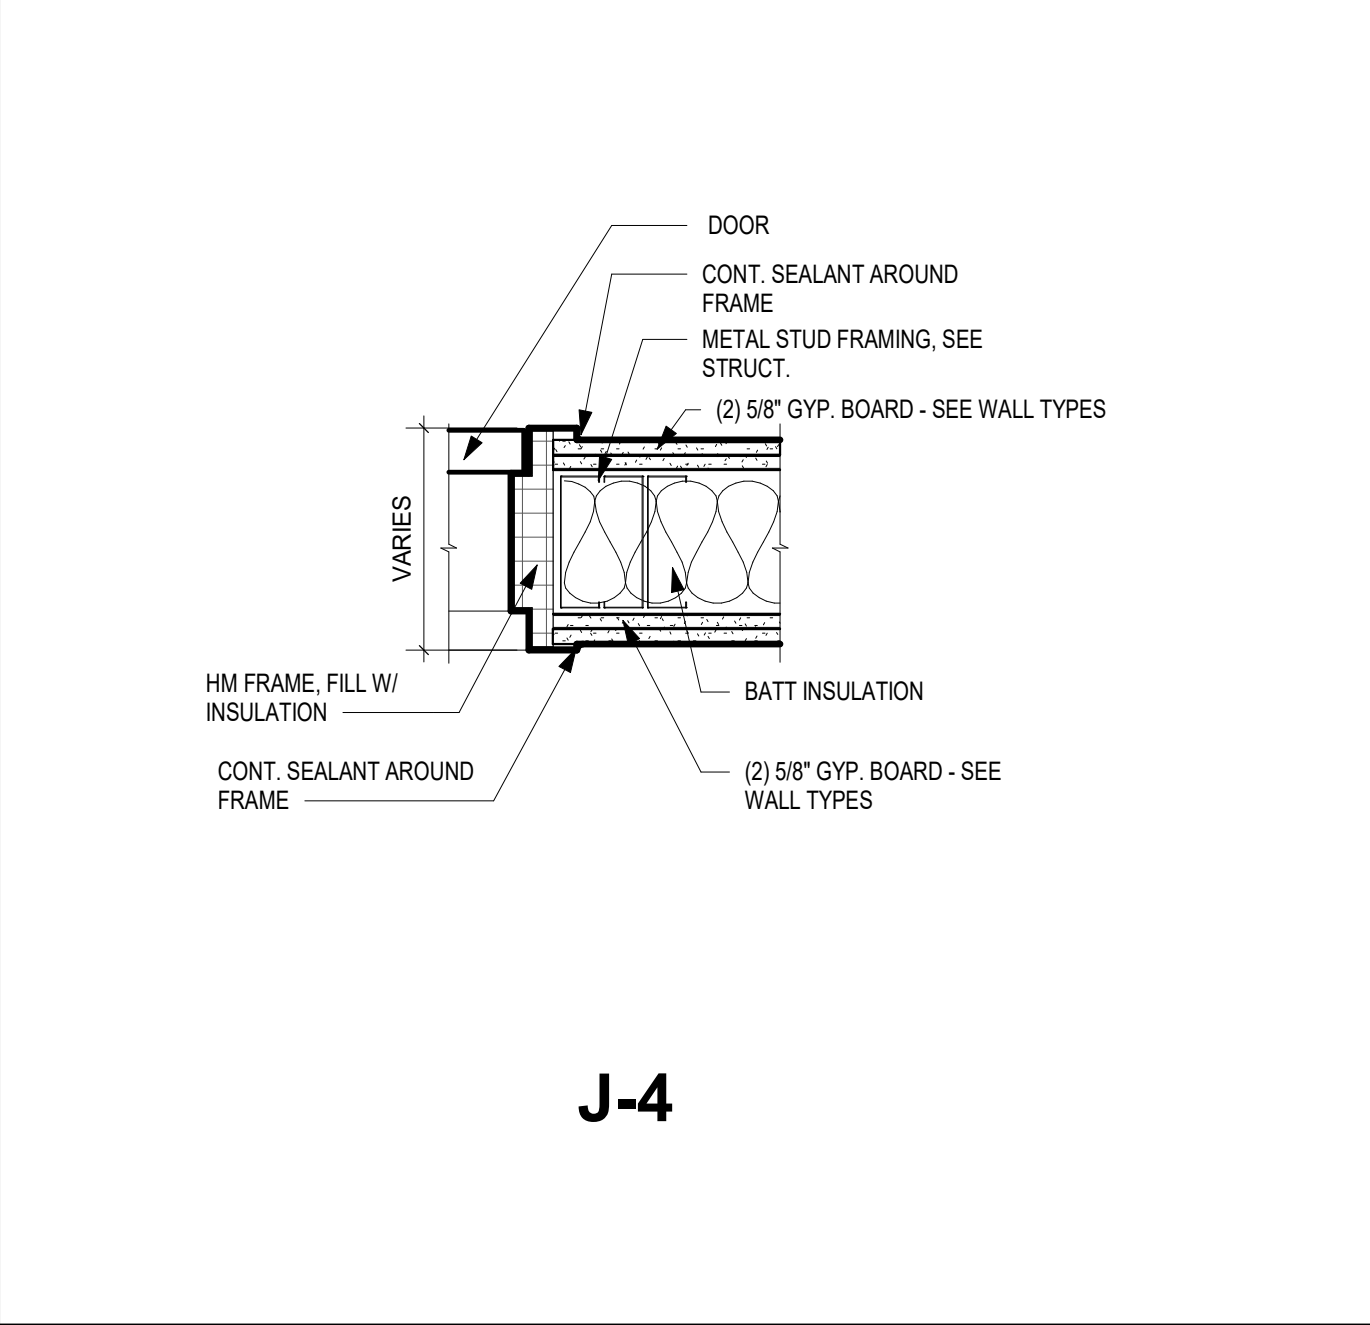 DOOR
CONT. SEALANT AROUND
FRAME
METAL STUD FRAMING, SEE
STRUCT.
(2) 5/8" GYP. BOARD - SEE WALL TYPES
VARIES
HM FRAME, FILL W/
INSULATION
BATT INSULATION
CONT. SEALANT AROUND
FRAME
(2) 5/8" GYP. BOARD - SEE
WALL TYPES
J-4